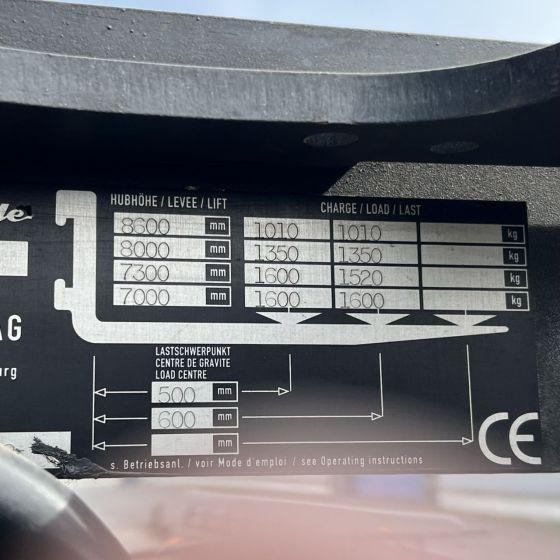 de
HUBHÖHE / LEVEE / LIFT CHARGE / LOAD / LAST
8600 mm 1010 1010 kg
8000 mm 1350 1350 kg
7300 mm 1600 1520 kg
7000 mm 1600 1600 kg
AG
urg
LASTSCHWERPUNKT
CENTRE DE GRAVITE
LOAD CENTRE
500 mm
600 mm
mm
CE
s. Betriebsanl. / voir Mode d'emploi / see Operating instructions